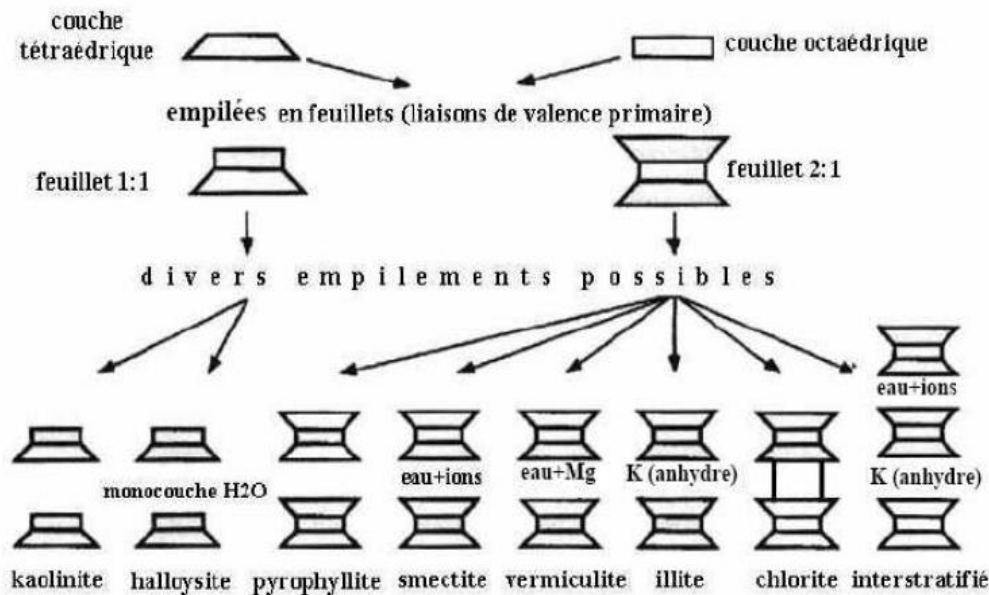 couche
tétraédrique
couche octaédrique
empilées en feuillets (liaisons de valence primaire)
feuillet 1:1
feuillet 2:1
divers empilements possibles
eau+ions
monocouche H2O
eau+ions
eau+Mg
K (anhydre)
K (anhydre)
kaolinite halloysite pyrophyllite smectite vermiculite illite chlorite interstratifié